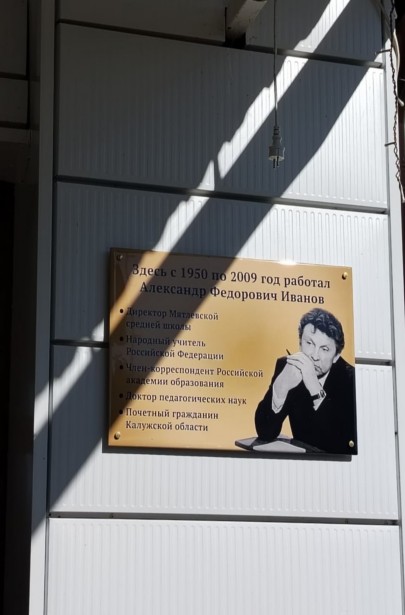 Здесь с 1950 по 2009 год работал
Александр Федорович Иванов
• Директор Мятлевской
средней школы
• Народный учитель
Российской Федерации
• Член-корреспондент Российской
академии образования
• Доктор педагогических наук
• Почетный гражданин
Калужской области